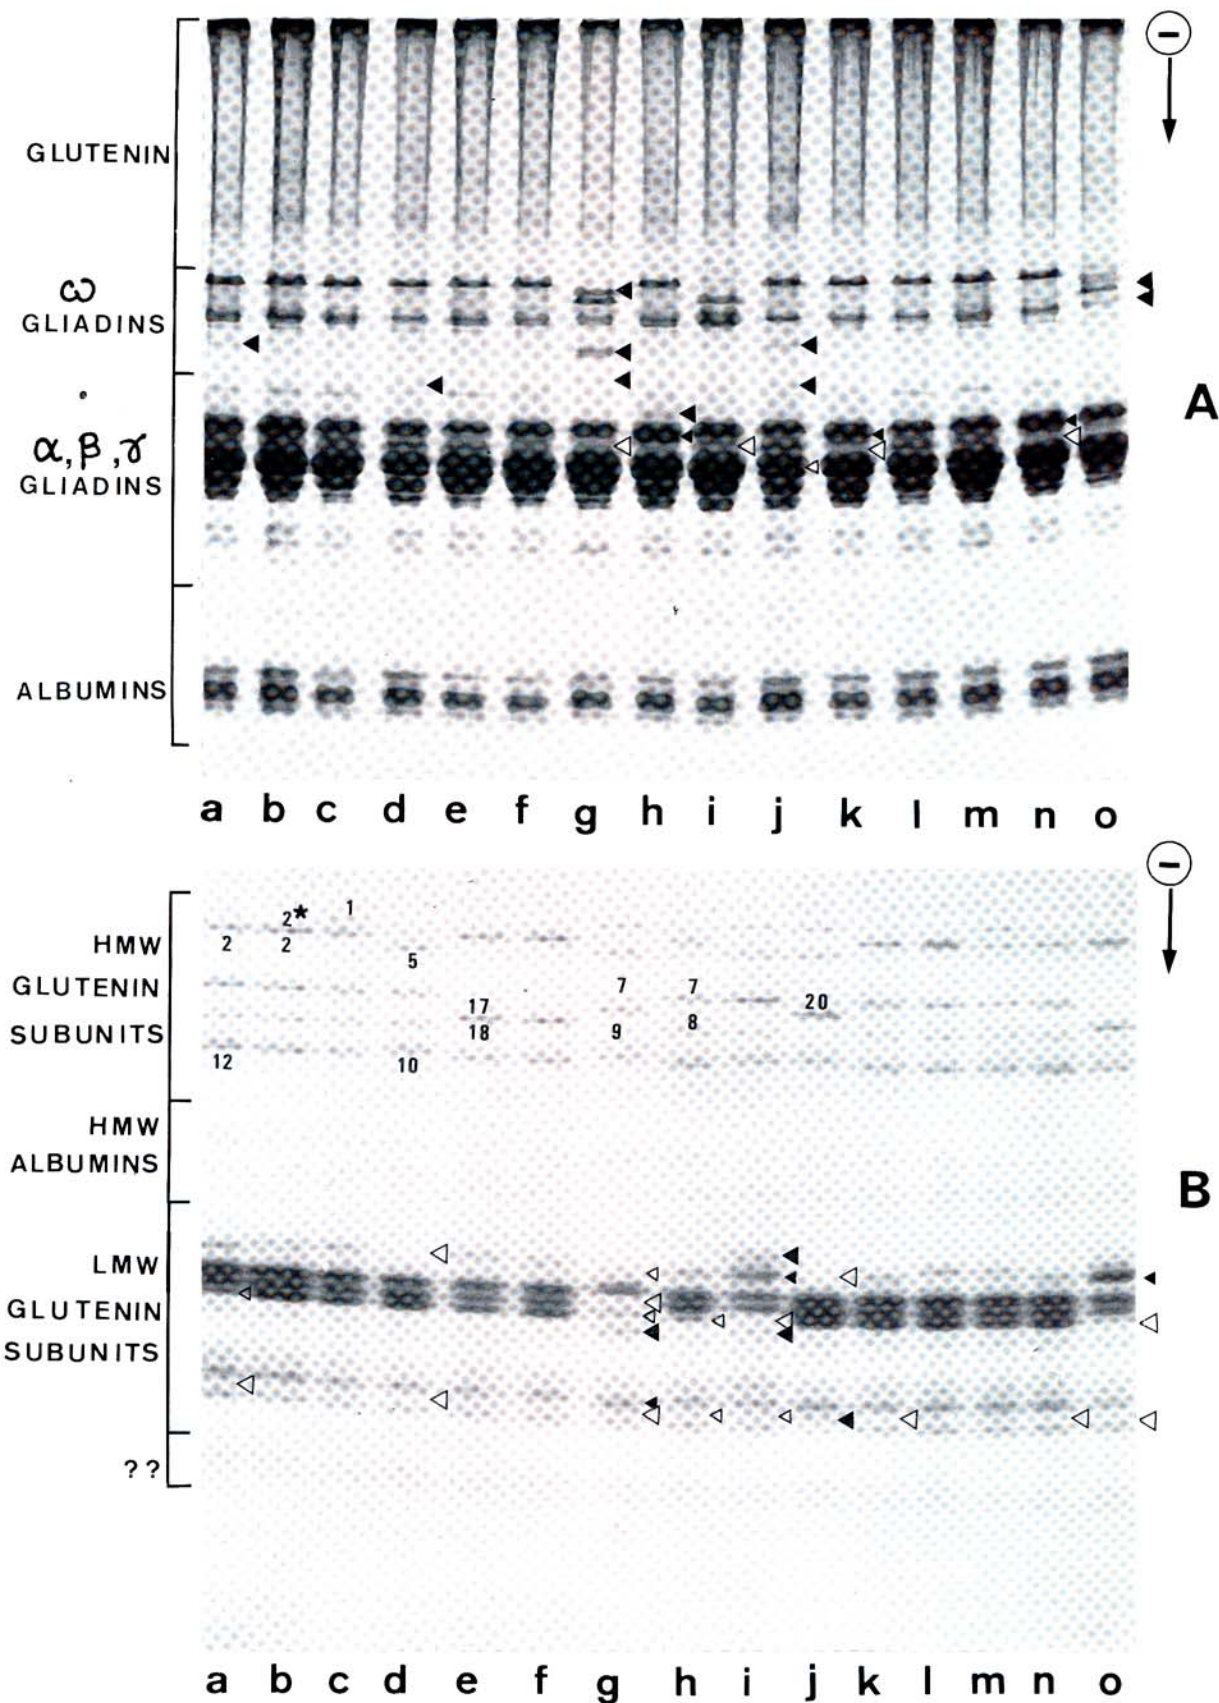 GLUTENIN
ω
GLIADINS
α, β, γ
GLIADINS
ALBUMINS
−
A
a b c d e f g h i j k l m n o
−
HMW
GLUTENIN
SUBUNITS
2* 1
2 2
5
7 7
17 20
18 9 8
12 10
HMW
ALBUMINS
B
LMW
GLUTENIN
SUBUNITS
??
a b c d e f g h i j k l m n o